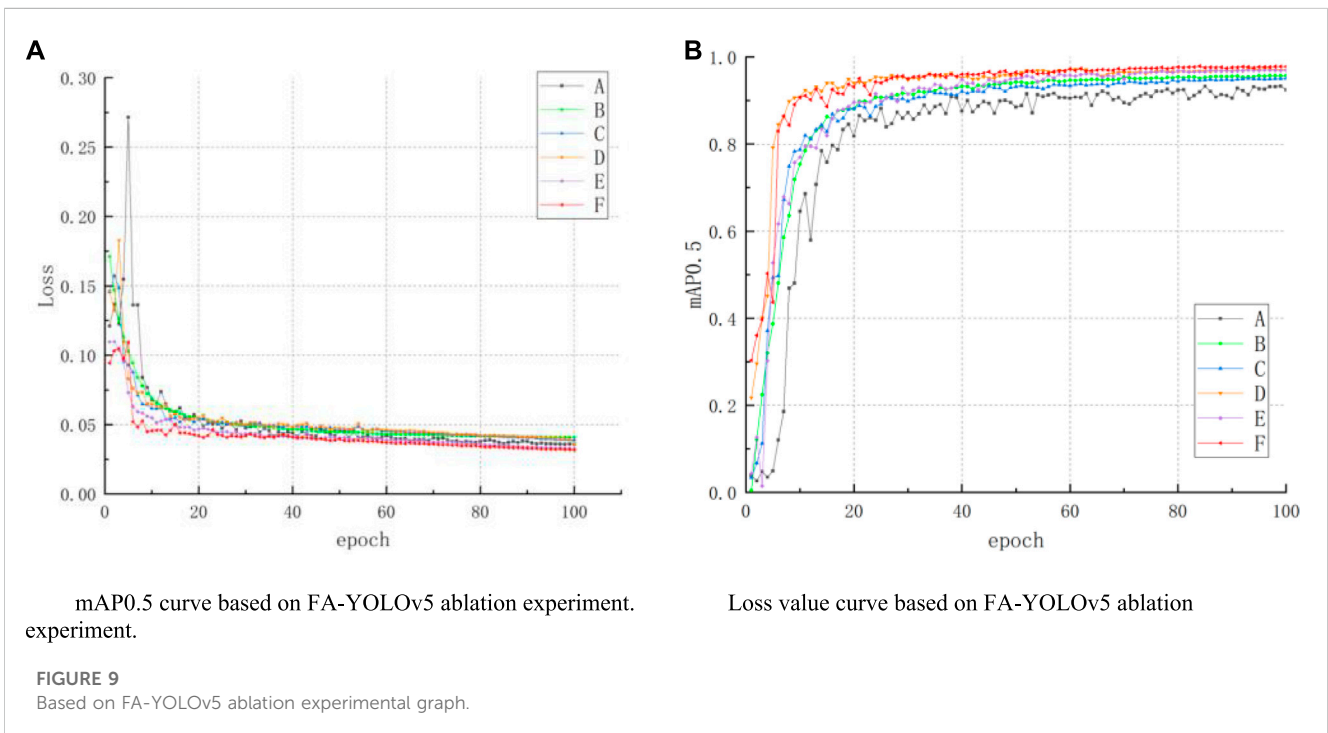 A
0.30
0.25
0.20
0.15
0.10
0.05
0.00
Loss
0 20 40 60 80 100
epoch
A
B
C
D
E
F
B
1.0
0.8
0.6
0.4
0.2
0.0
mAP0.5
0 20 40 60 80 100
epoch
A
B
C
D
E
F
mAP0.5 curve based on FA-YOLOv5 ablation experiment. Loss value curve based on FA-YOLOv5 ablation
experiment.
FIGURE 9
Based on FA-YOLOv5 ablation experimental graph.